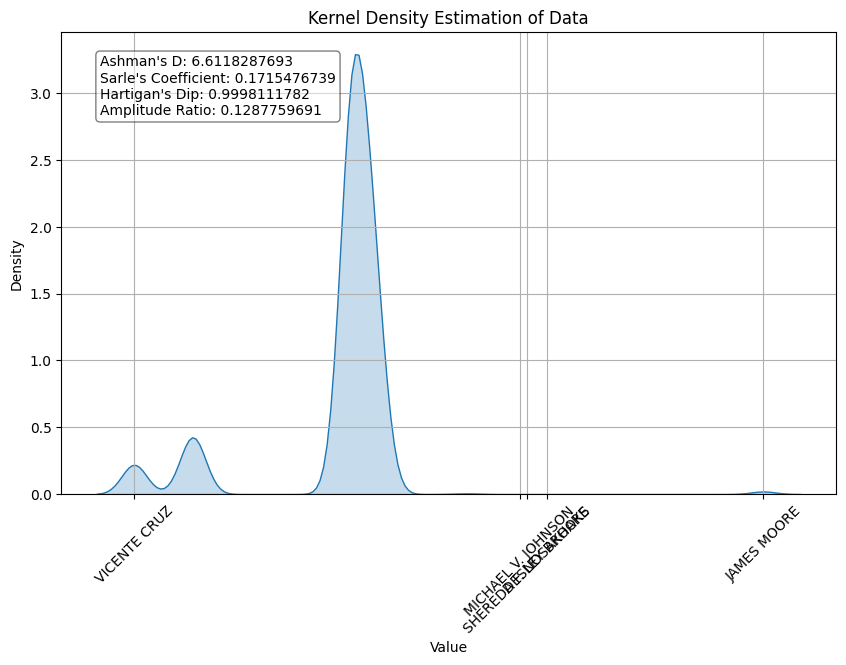 Kernel Density Estimation of Data
Ashman's D: 6.6118287693
Sarle's Coefficient: 0.1715476739
Hartigan's Dip: 0.9998111782
Amplitude Ratio: 0.1287759691
Density
3.0
2.5
2.0
1.5
1.0
0.5
0.0
VICENTE CRUZ
MICHAEL V. JOHNSON
JAMES MOORE
Value